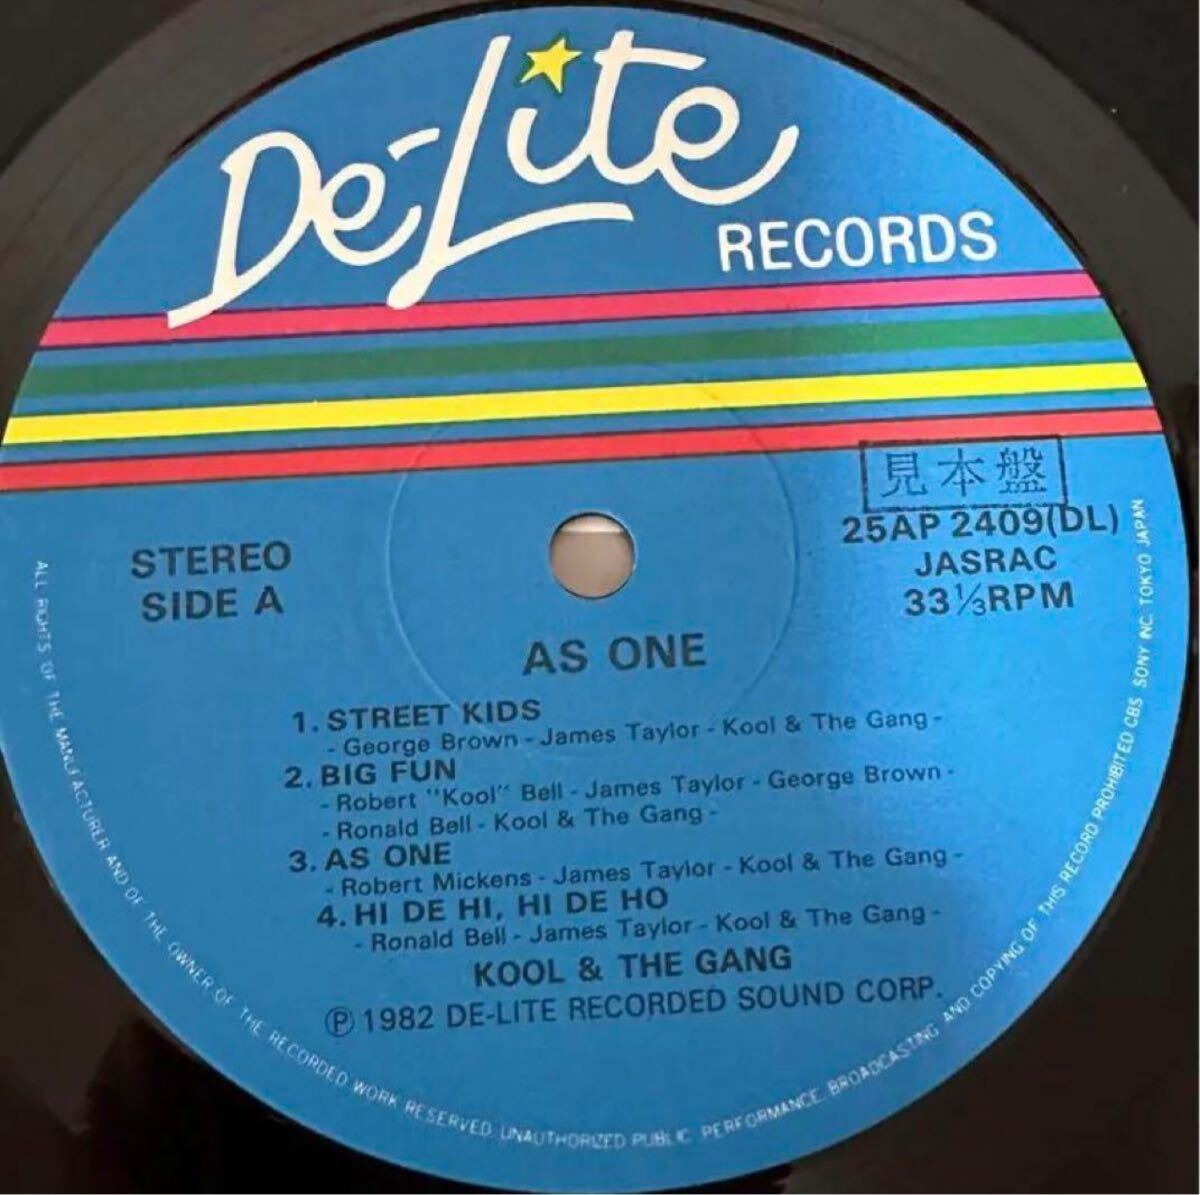 De-Lite
RECORDS
見本盤
25AP 2409(DL)
JASRAC
33⅓RPM
STEREO
SIDE A
AS ONE
1. STREET KIDS
- George Brown - James Taylor - Kool & The Gang -
2. BIG FUN
- Robert "Kool" Bell - James Taylor - George Brown -
- Ronald Bell - Kool & The Gang -
3. AS ONE
- Robert Mickens - James Taylor - Kool & The Gang -
4. HI DE HI, HI DE HO
- Ronald Bell - James Taylor - Kool & The Gang -
KOOL & THE GANG
Ⓟ 1982 DE-LITE RECORDED SOUND CORP.
ALL RIGHTS OF THE MANUFACTURER AND OF THE OWNER OF THE RECORDED WORK RESERVED. UNAUTHORIZED PUBLIC PERFORMANCE, BROADCASTING AND COPYING OF THIS RECORD PROHIBITED CBS SONY INC. TOKYO JAPAN